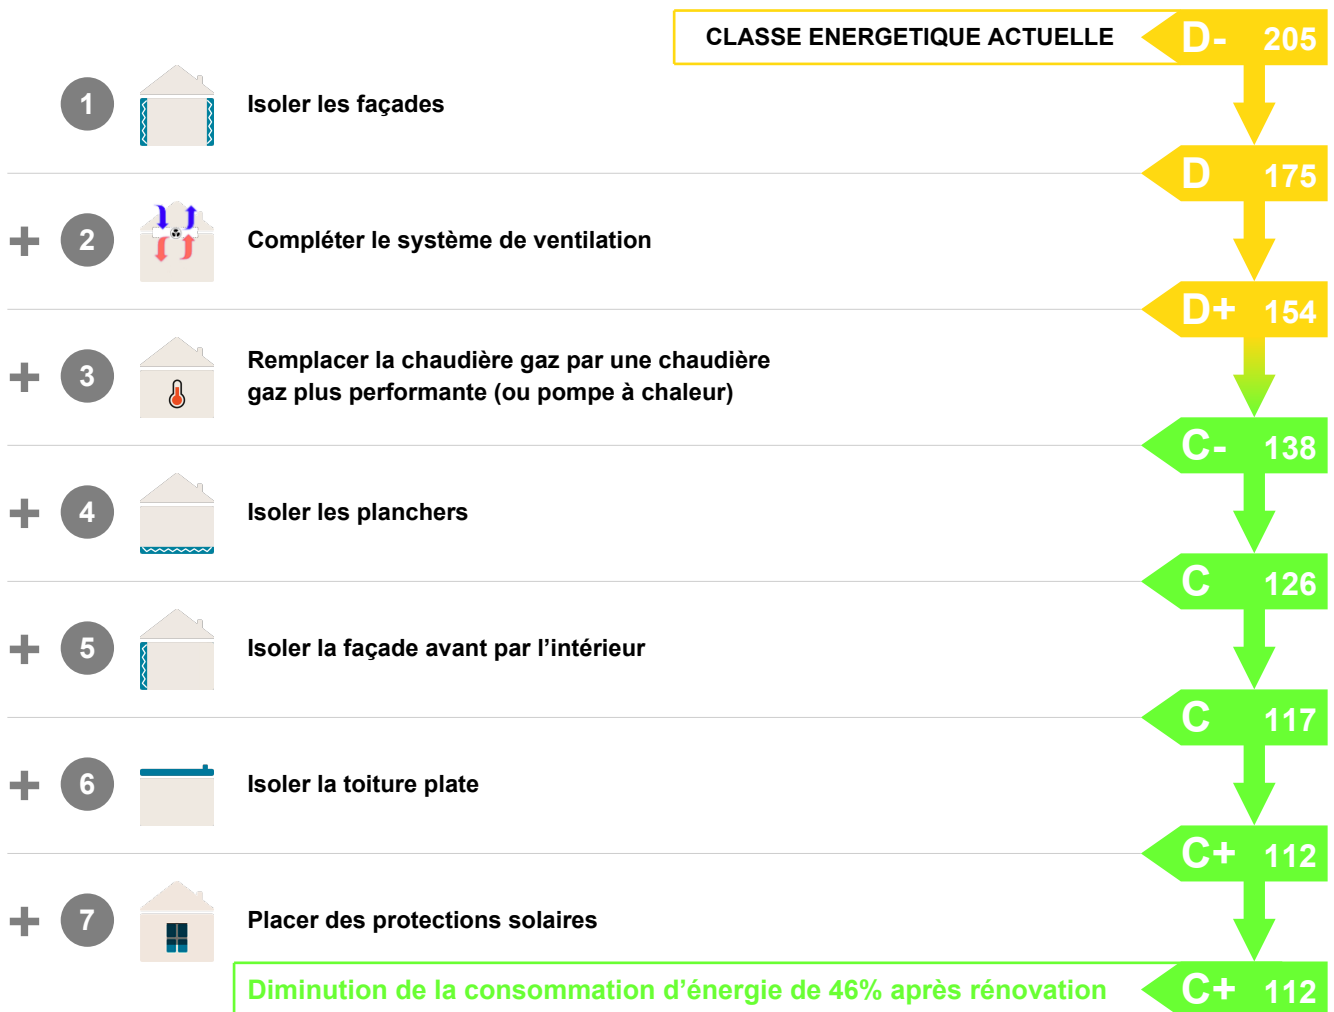 CLASSE ENERGETIQUE ACTUELLE D- 205
1 Isoler les façades
D 175
+ 2 Compléter le système de ventilation
D+ 154
+ 3 Remplacer la chaudière gaz par une chaudière
gaz plus performante (ou pompe à chaleur)
C- 138
+ 4 Isoler les planchers
C 126
+ 5 Isoler la façade avant par l’intérieur
C 117
+ 6 Isoler la toiture plate
C+ 112
+ 7 Placer des protections solaires
Diminution de la consommation d’énergie de 46% après rénovation C+ 112